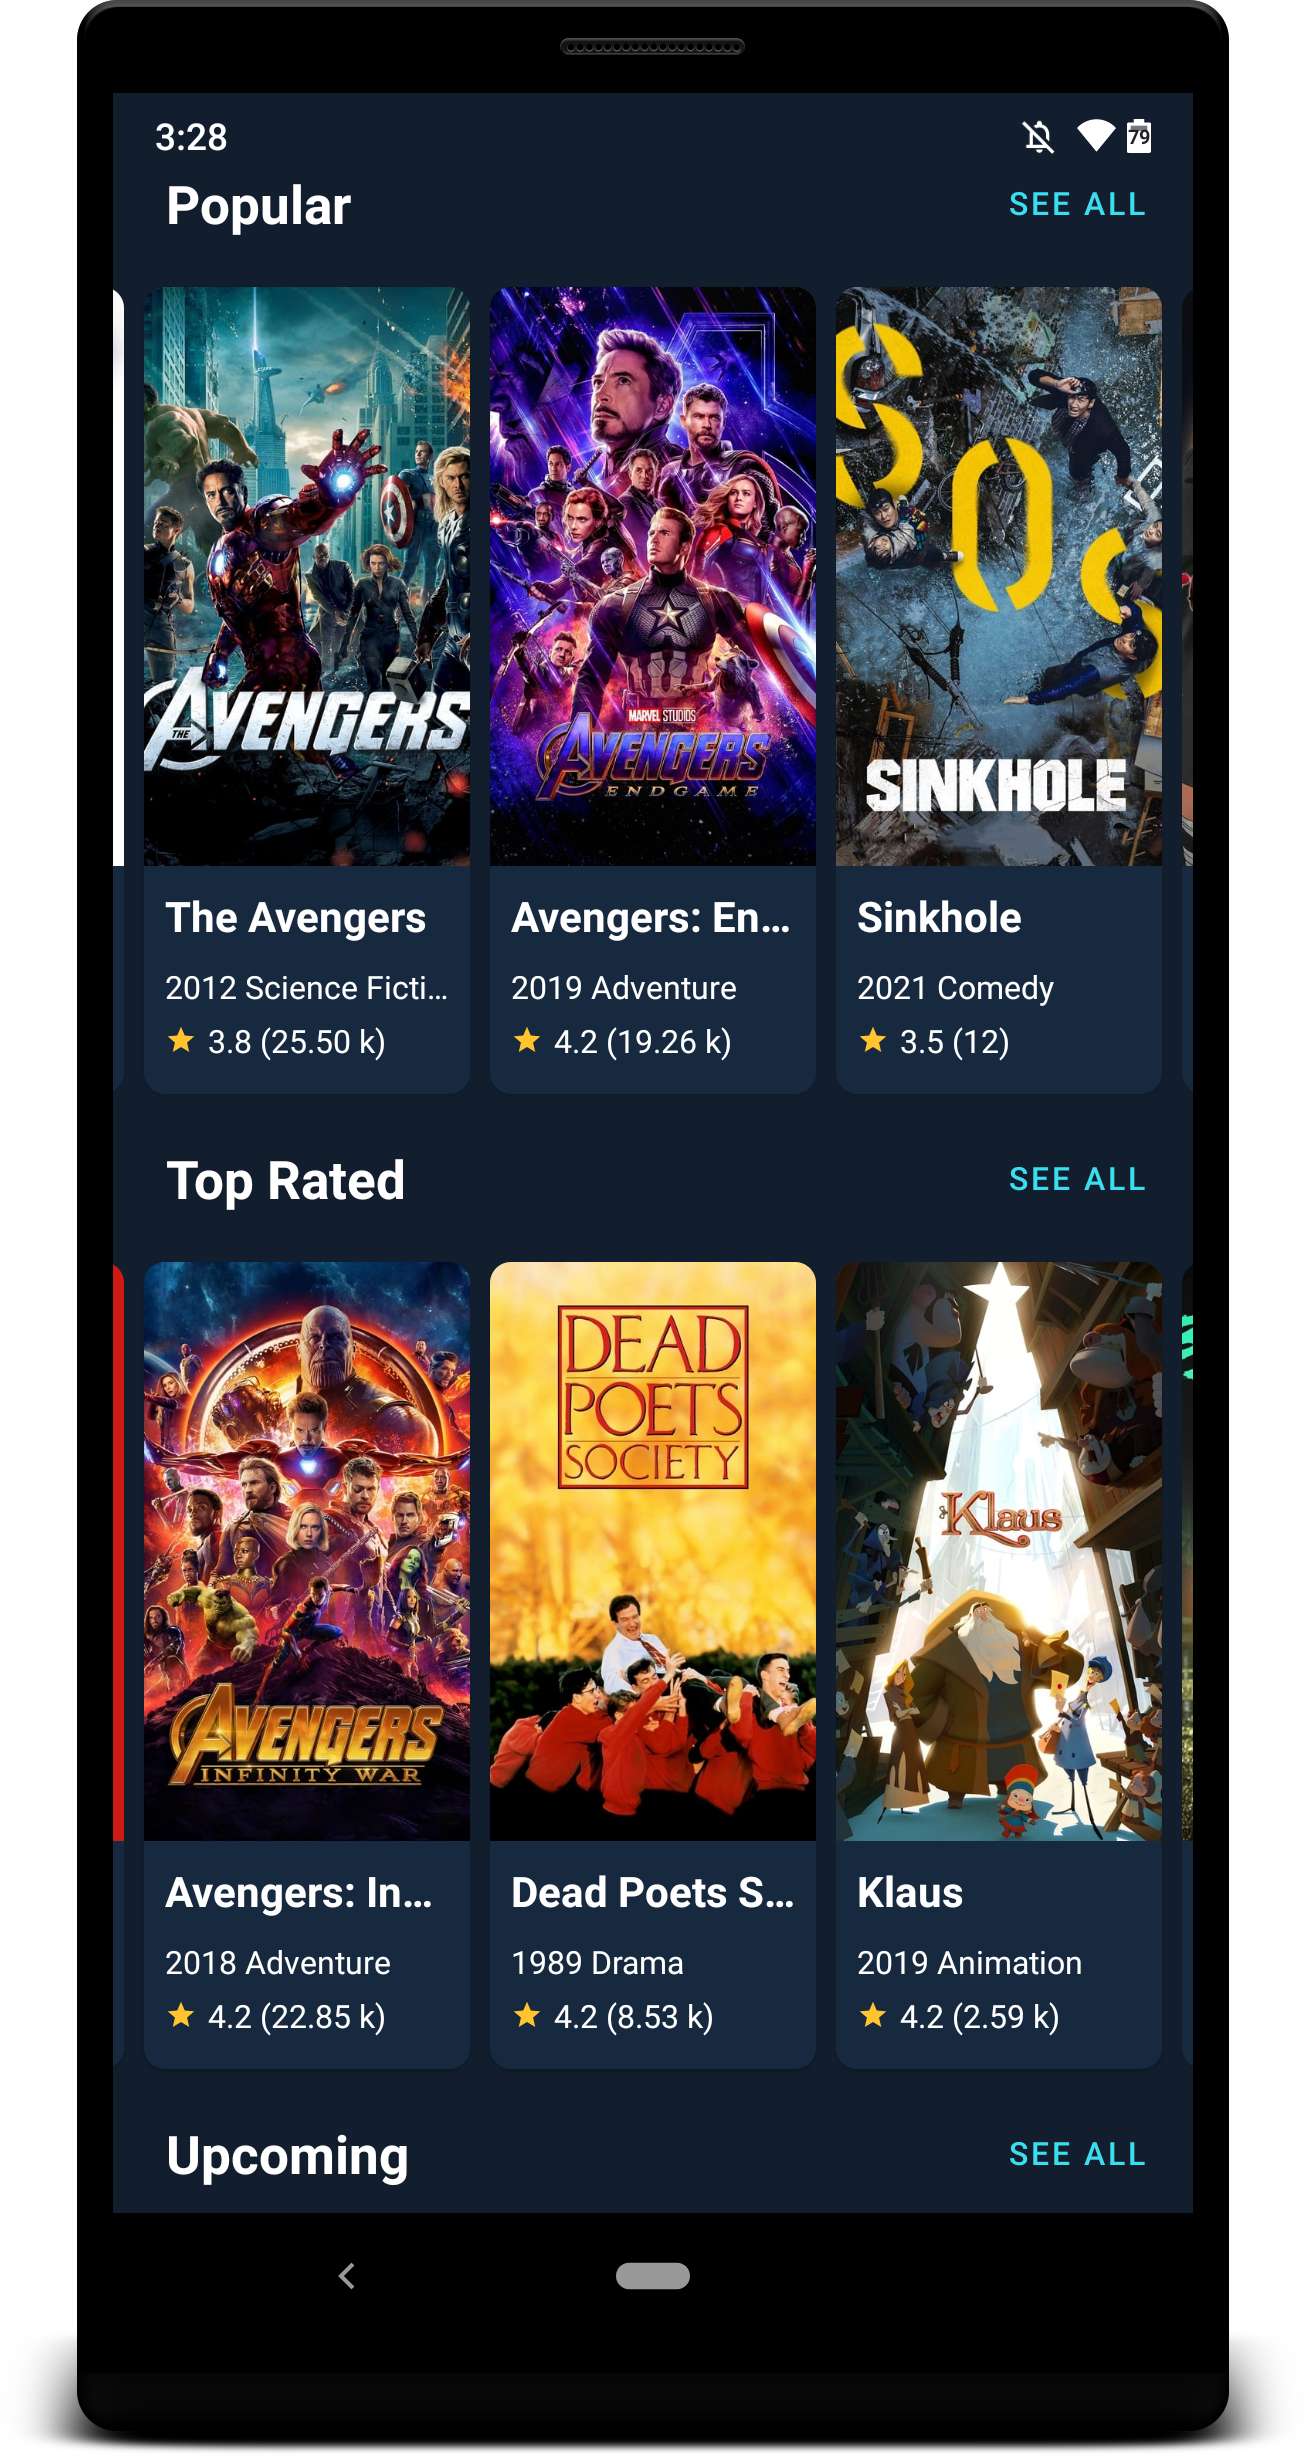 3:28
79
Popular
SEE ALL
THE AVENGERS
MARVEL STUDIOS
AVENGERS
ENDGAME
SOS
SINKHOLE
The Avengers
2012 Science Ficti...
3.8 (25.50 k)
Avengers: En...
2019 Adventure
4.2 (19.26 k)
Sinkhole
2021 Comedy
3.5 (12)
Top Rated
SEE ALL
AVENGERS
INFINITY WAR
DEAD
POETS
SOCIETY
Klaus
Avengers: In...
2018 Adventure
4.2 (22.85 k)
Dead Poets S...
1989 Drama
4.2 (8.53 k)
Klaus
2019 Animation
4.2 (2.59 k)
Upcoming
SEE ALL